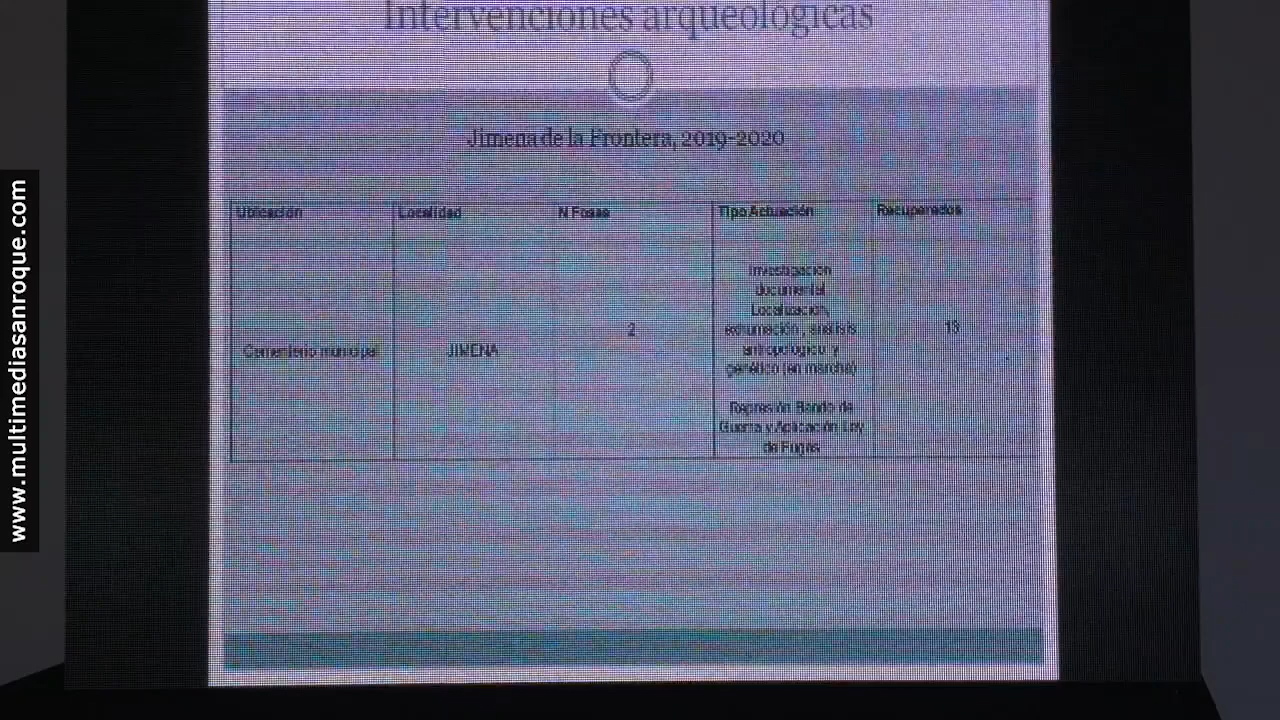 Intervenciones arqueológicas
Jimena de la Frontera, 2019-2020
Ubicación Localidad N Fosas Tipo Actuación Recuperados
Cementerio municipal JIMENA 2
Investigación
documental
Localización,
exhumación, análisis
antropológico y
genético (en marcha)
Represión Bando de
Guerra y Aplicación Ley
de Fugas
13
www.multimediasanroque.com